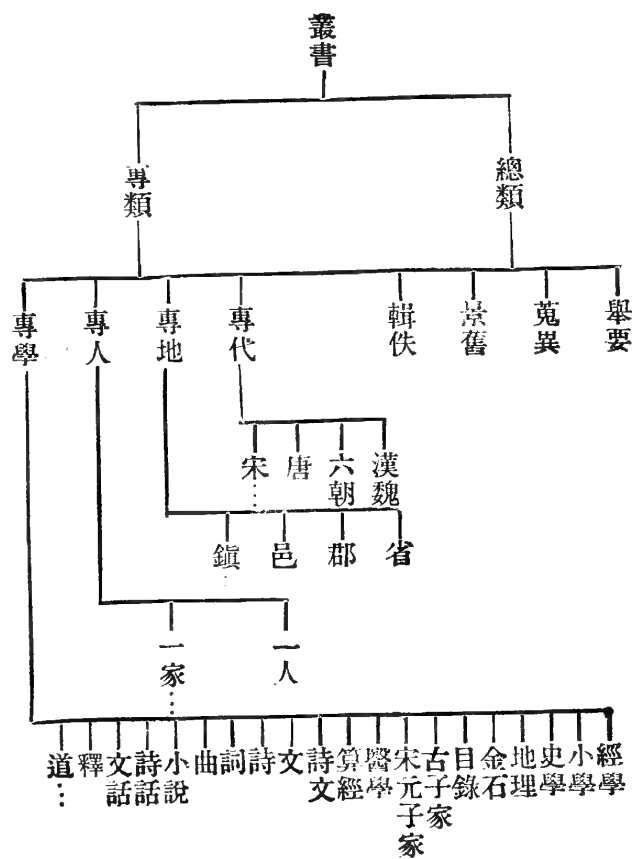 叢書
總類
專類
舉要
蒐異
景舊
輯佚
專代
專地
專人
專學
漢魏
六朝
唐
宋…
省
郡
邑
鎭…
一人
一家…
經學
小學
史學
地理
金石
目錄
古子家
宋元子家
醫學
算經
詩文
文
詩
詞
曲
小說
詩話
文話
釋
道…